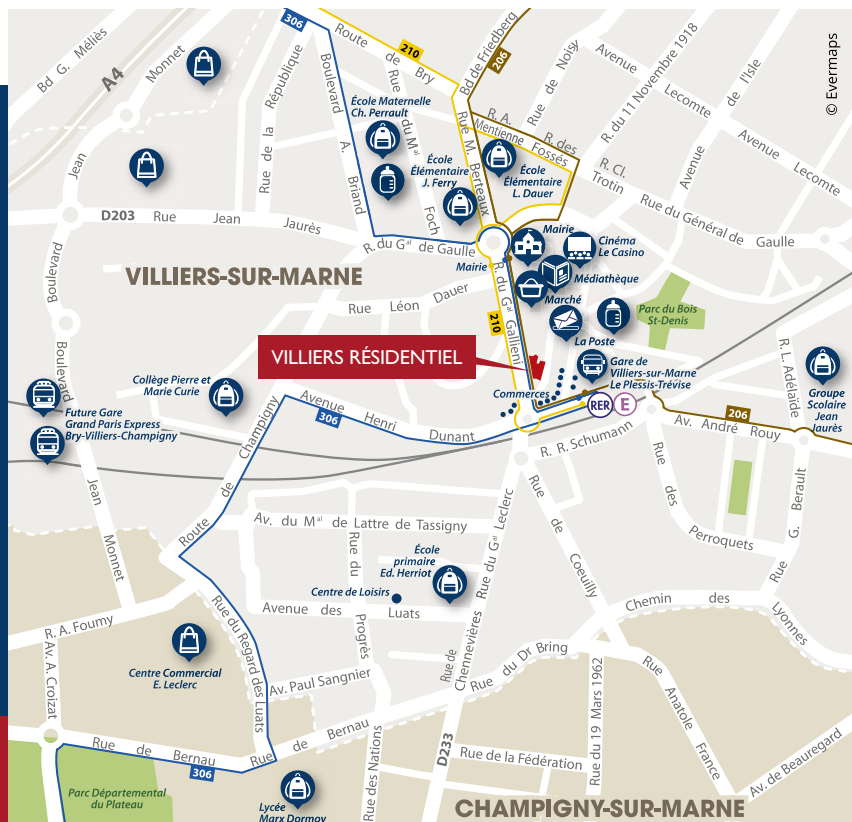 306
Route de Bry
210
Bd de Friedberg
206
Rue de Noisy
Avenue Lecomte
R. du 11 Novembre 1918
Avenue de l'Isle
Avenue Lecomte
© Evermaps
Bd G. Méliès
A4
Monnet
Jean
Boulevard
Rue de la République
Boulevard A. Briand
Rue du Mᵃˡ Foch
École Maternelle
Ch. Perrault
École
Élémentaire
J. Ferry
Rue M. Berteaux
R. A. Mentienne
R. des Fossés
École
Élémentaire
L. Dauer
R. Cl. Trotin
Rue du Général de Gaulle
D203 Rue Jean Jaurès
R. du Gᵃˡ de Gaulle
Mairie
Mairie
Cinéma
Le Casino
Médiathèque
Marché
La Poste
VILLIERS-SUR-MARNE
Rue Léon Dauer
210
R. du Gᵃˡ Gallieni
Parc du Bois
St-Denis
VILLIERS RÉSIDENTIEL
Gare de
Villiers-sur-Marne
Le Plessis-Trévise
Commerces
RER E
R. L. Adélaïde
Groupe
Scolaire
Jean
Jaurès
206
Av. André Rouy
Boulevard
Jean Monnet
Collège Pierre et
Marie Curie
Future Gare
Grand Paris Express
Bry-Villiers-Champigny
Avenue Henri Dunant
306
Route de Champigny
R. R. Schumann
Rue des Perroquets
Rue G. Berault
Av. du Mᵃˡ de Lattre de Tassigny
Rue du Progrès
École
primaire
Ed. Herriot
Centre de Loisirs
Avenue des Luats
Rue du Gᵃˡ Leclerc
Rue de Coeuilly
Chemin des Lyonnes
R. A. Foumy
Av. A. Croizat
Centre Commercial
E. Leclerc
Rue du Regard des Luats
Av. Paul Sangnier
Rue de Chennevières
Rue du Dr Bring
Rue du 19 Mars 1962
Rue Anatole France
Rue de Bernau
306
Rue de Bernau
Rue des Nations
D233
Rue de la Fédération
Av. de Beauregard
Parc Départemental
du Plateau
Lycée
Marx Dormoy
CHAMPIGNY-SUR-MARNE